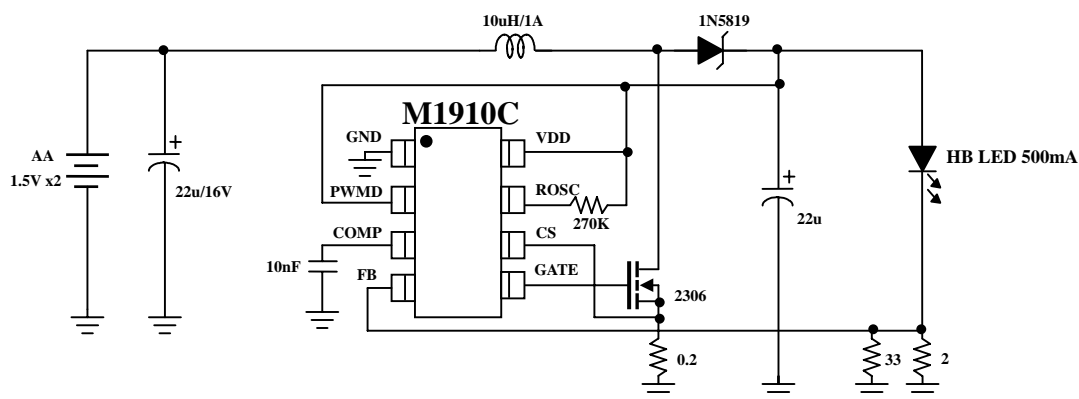 10uH/1A
1N5819
M1910C
GND
VDD
AA
1.5V x2
+
22u/16V
PWMD
ROSC
270K
HB LED 500mA
+
22u
COMP
CS
10nF
FB
GATE
2306
0.2
33
2